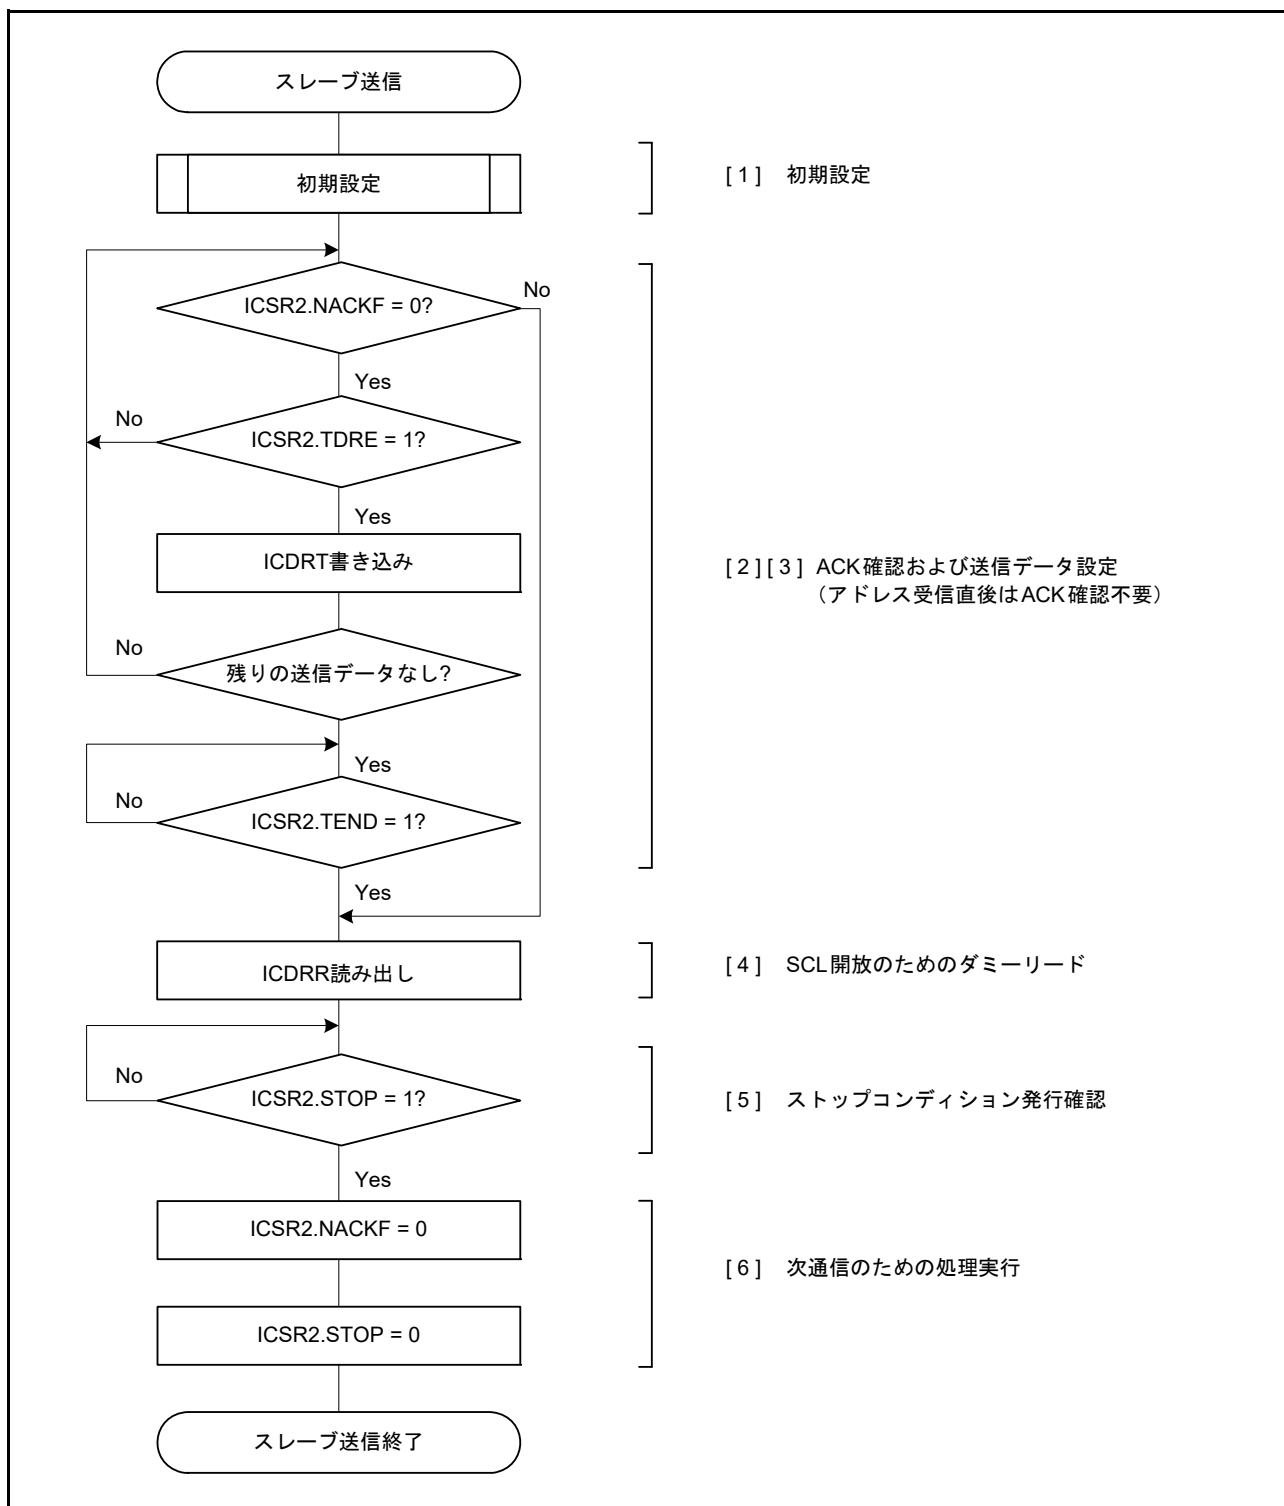 スレーブ送信
初期設定
[ 1 ] 初期設定
ICSR2.NACKF = 0?
No
Yes
No
ICSR2.TDRE = 1?
Yes
ICDRT書き込み
[ 2 ] [ 3 ] ACK確認および送信データ設定
（アドレス受信直後はACK確認不要）
No
残りの送信データなし?
Yes
No
ICSR2.TEND = 1?
Yes
ICDRR読み出し
[ 4 ] SCL開放のためのダミーリード
No
ICSR2.STOP = 1?
[ 5 ] ストップコンディション発行確認
Yes
ICSR2.NACKF = 0
[ 6 ] 次通信のための処理実行
ICSR2.STOP = 0
スレーブ送信終了